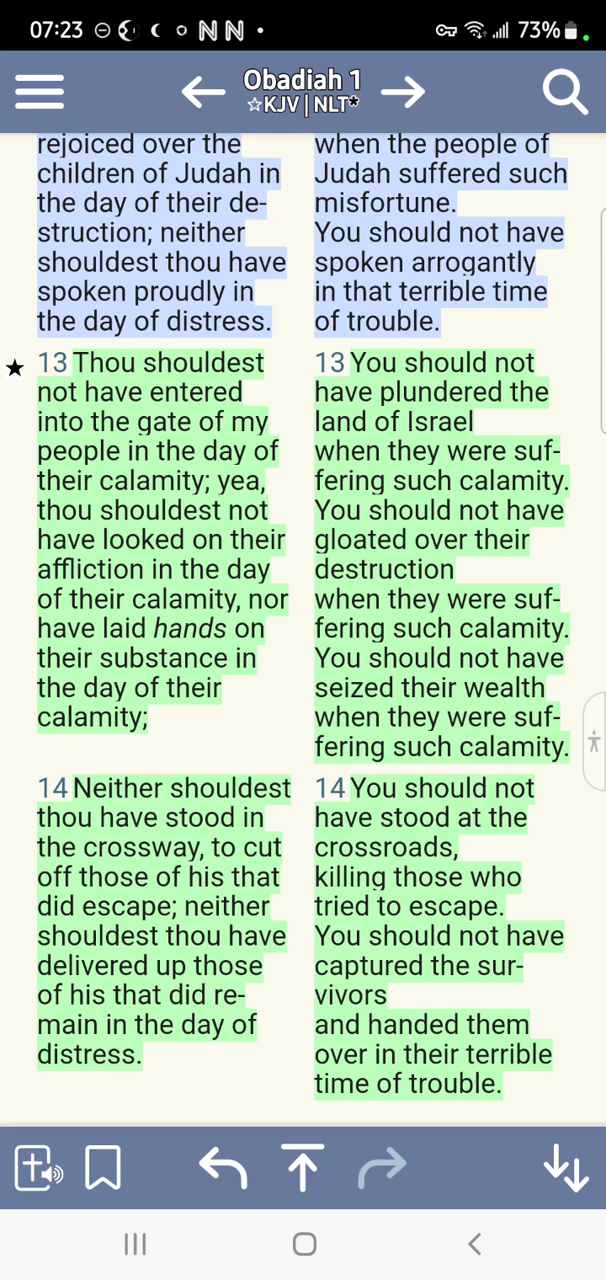 07:23
73%
Obadiah 1
☆KJV | NLT*
rejoiced over the
children of Judah in
the day of their de-
struction; neither
shouldest thou have
spoken proudly in
the day of distress.
13 Thou shouldest
not have entered
into the gate of my
people in the day of
their calamity; yea,
thou shouldest not
have looked on their
affliction in the day
of their calamity, nor
have laid hands on
their substance in
the day of their
calamity;
14 Neither shouldest
thou have stood in
the crossway, to cut
off those of his that
did escape; neither
shouldest thou have
delivered up those
of his that did re-
main in the day of
distress.
when the people of
Judah suffered such
misfortune.
You should not have
spoken arrogantly
in that terrible time
of trouble.
13 You should not
have plundered the
land of Israel
when they were suf-
fering such calamity.
You should not have
gloated over their
destruction
when they were suf-
fering such calamity.
You should not have
seized their wealth
when they were suf-
fering such calamity.
14 You should not
have stood at the
crossroads,
killing those who
tried to escape.
You should not have
captured the sur-
vivors
and handed them
over in their terrible
time of trouble.